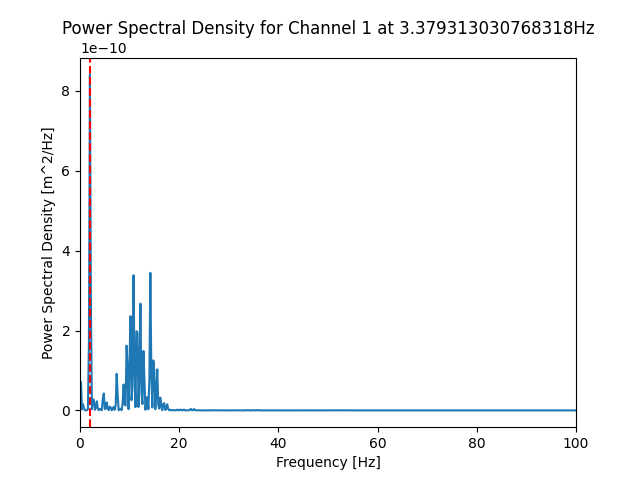 Power Spectral Density for Channel 1 at 3.379313030768318Hz
1e−10
8
6
4
2
0
Power Spectral Density [m^2/Hz]
0 20 40 60 80 100
Frequency [Hz]